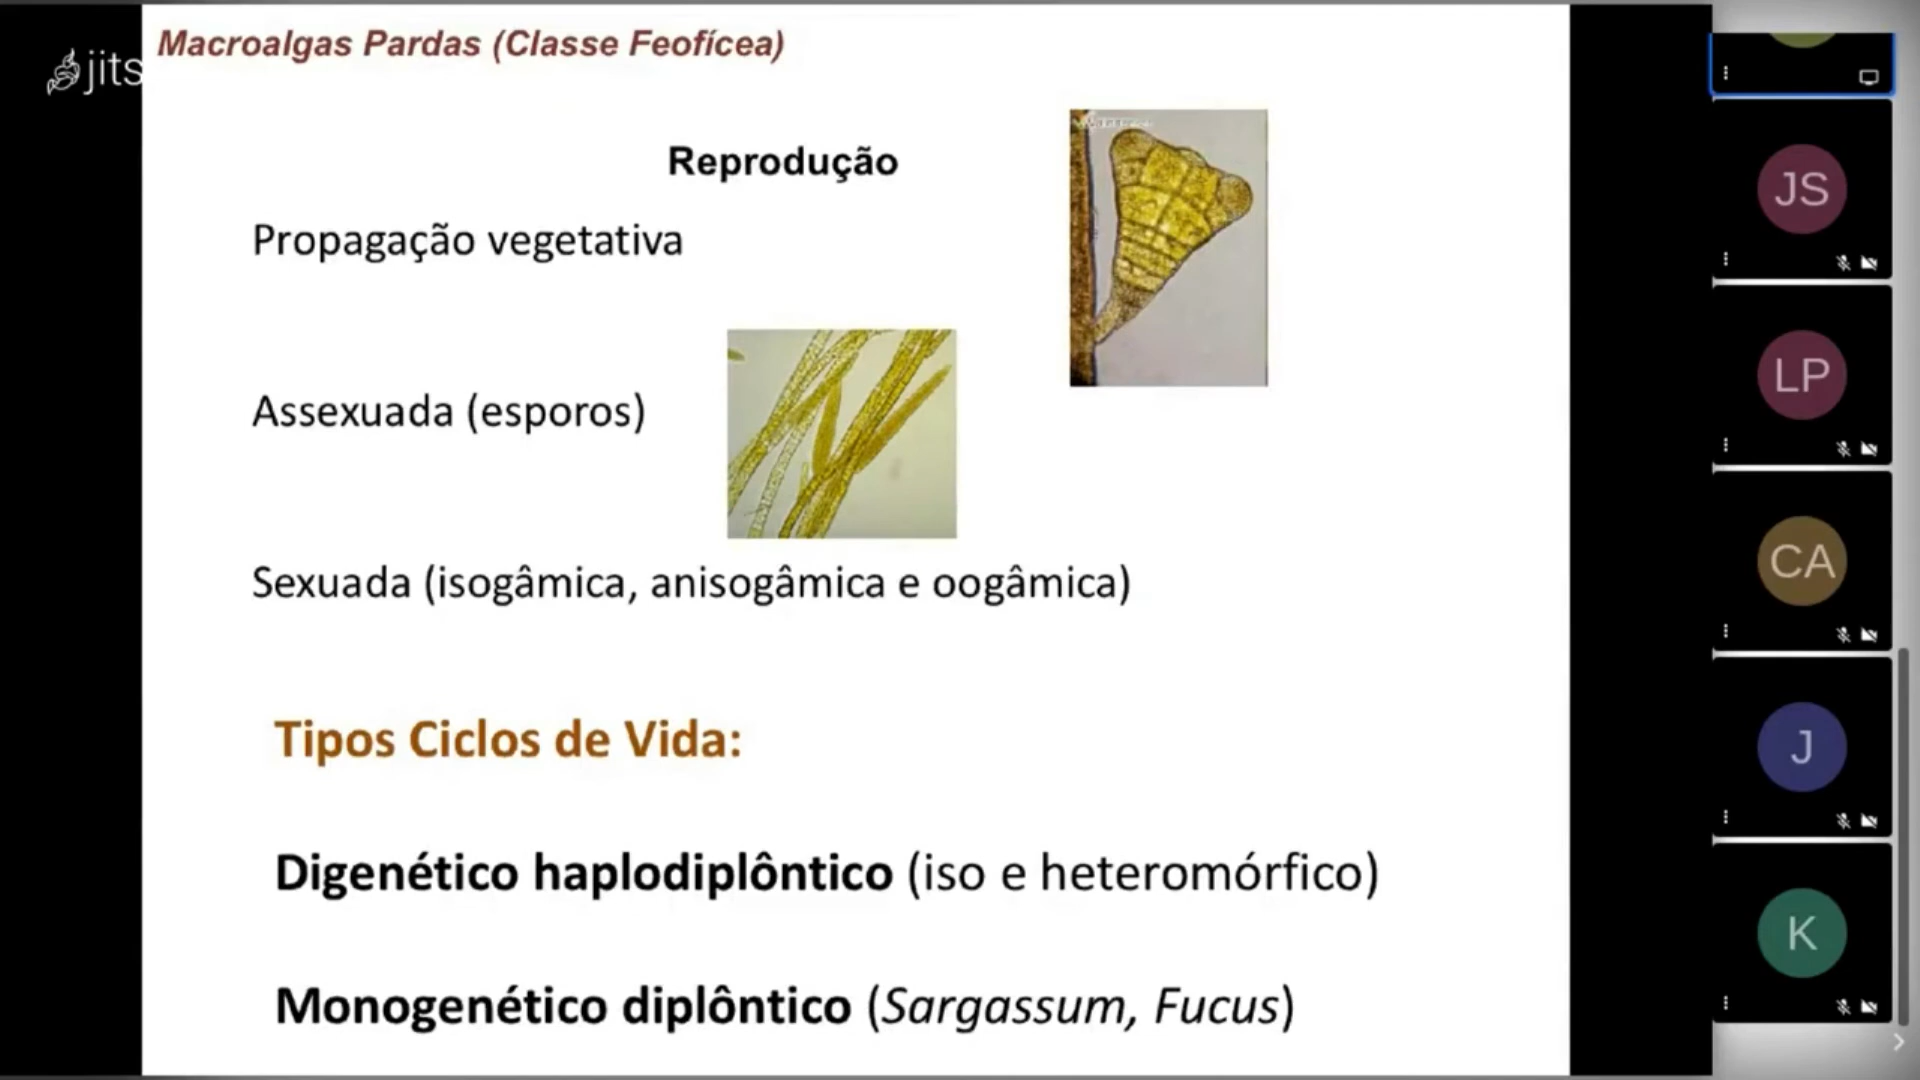 Macroalgas Pardas (Classe Feofícea)
jits
Reprodução
Propagação vegetativa
Assexuada (esporos)
Sexuada (isogâmica, anisogâmica e oogâmica)
Tipos Ciclos de Vida:
Digenético haplodiplôntico (iso e heteromórfico)
Monogenético diplôntico (Sargassum, Fucus)
JS
LP
CA
J
K